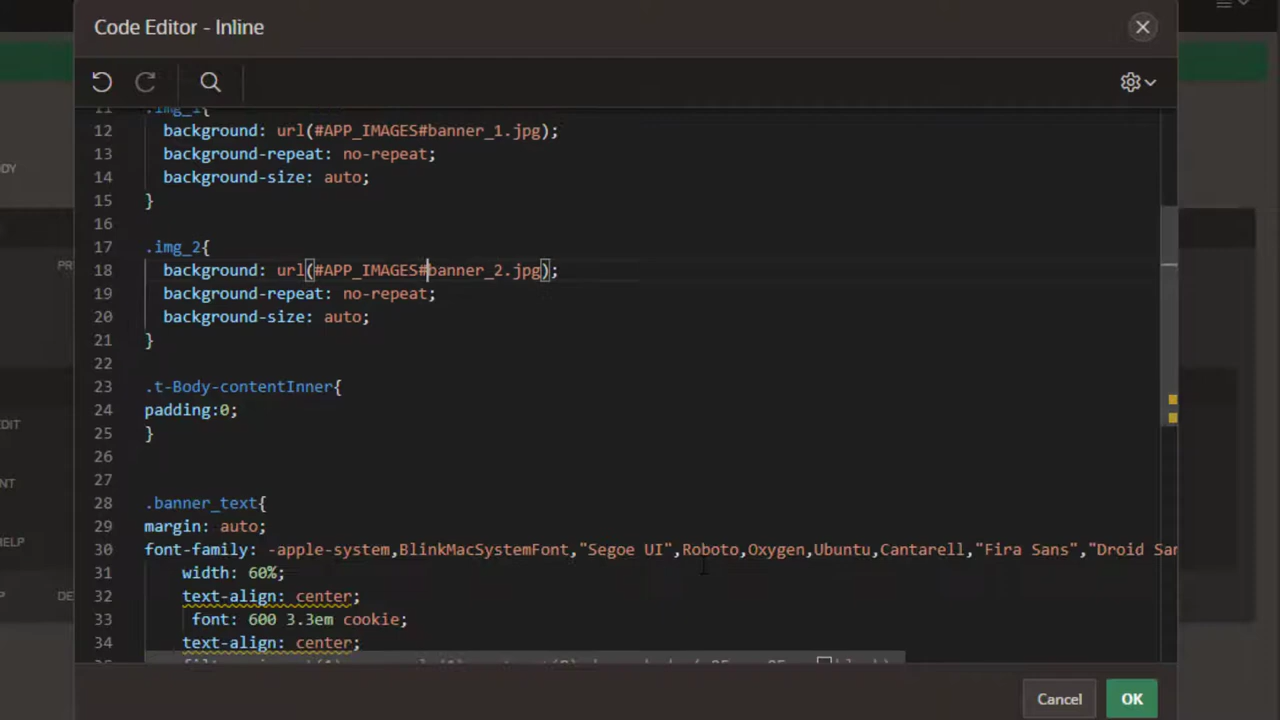 Code Editor - Inline
11 .img_1{
12 background: url(#APP_IMAGES#banner_1.jpg);
13 background-repeat: no-repeat;
14 background-size: auto;
15 }
16
17 .img_2{
18 background: url(#APP_IMAGES#banner_2.jpg);
19 background-repeat: no-repeat;
20 background-size: auto;
21 }
22
23 .t-Body-contentInner{
24 padding:0;
25 }
26
27
28 .banner_text{
29 margin: auto;
30 font-family: -apple-system,BlinkMacSystemFont,"Segoe UI",Roboto,Oxygen,Ubuntu,Cantarell,"Fira Sans","Droid San
31 width: 60%;
32 text-align: center;
33 font: 600 3.3em cookie;
34 text-align: center;
Cancel OK